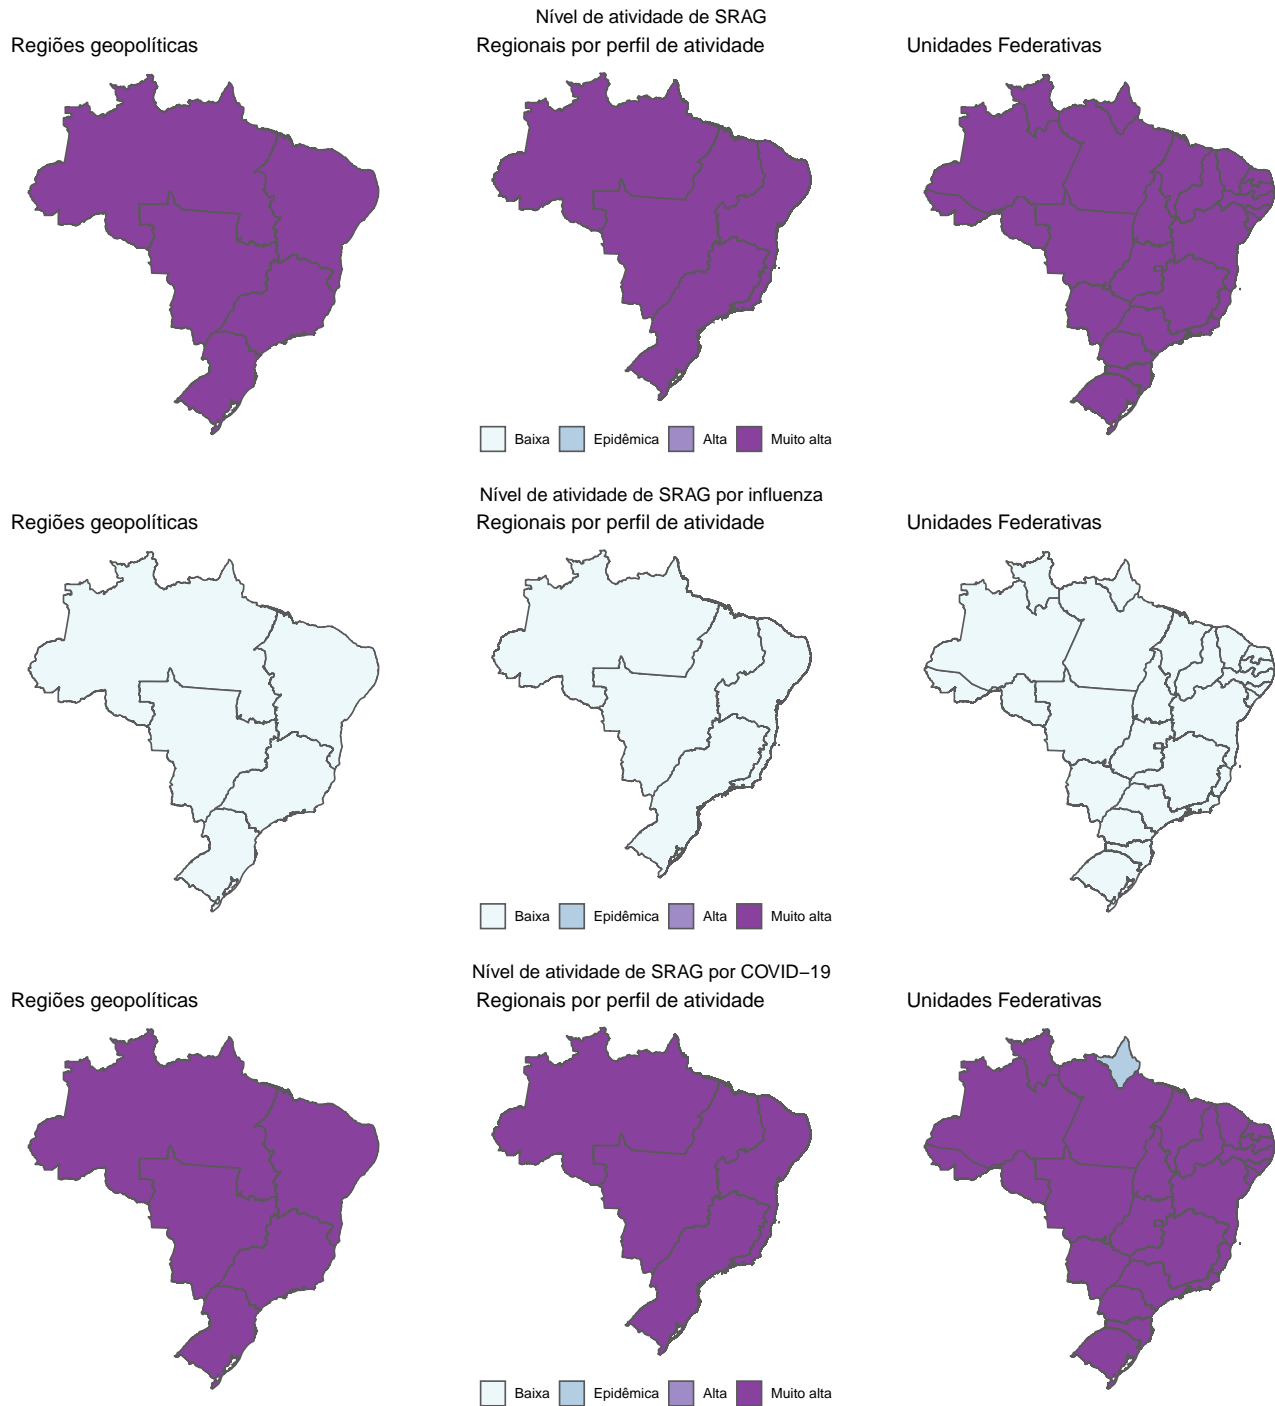 Nível de atividade de SRAG
Regiões geopolíticas
Regionais por perfil de atividade
Unidades Federativas
Baixa Epidêmica Alta Muito alta
Nível de atividade de SRAG por influenza
Regiões geopolíticas
Regionais por perfil de atividade
Unidades Federativas
Baixa Epidêmica Alta Muito alta
Nível de atividade de SRAG por COVID−19
Regiões geopolíticas
Regionais por perfil de atividade
Unidades Federativas
Baixa Epidêmica Alta Muito alta